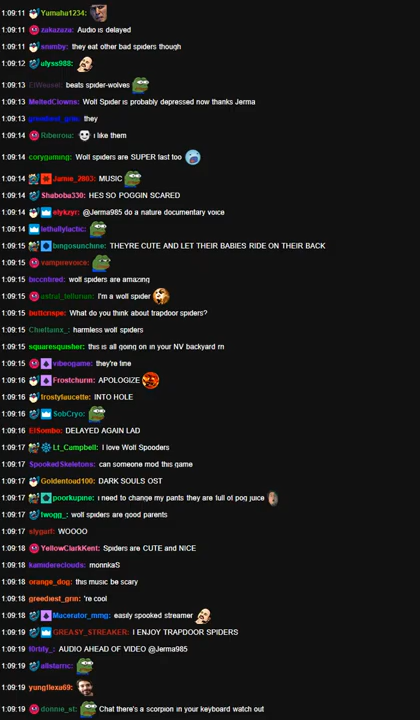 1:09:11 Yumaha1234:
1:09:11 zakazaza: Audio is delayed
1:09:11 snimby: they eat other bad spiders though
1:09:12 alyss988:
1:09:13 ElWeavel: beats spider-wolves
1:09:13 MeltedClowns: Wolf Spider is probably depressed now thanks Jerma
1:09:13 they
1:09:14 Ribeirou: i like them
1:09:14 corygaming: Wolf spiders are SUPER fast too
1:09:14 Jamie_2003: MUSIC
1:09:14 Shaboba330: HES SO POGGIN SCARED
1:09:14 elykzyr: @Jerma985 do a nature documentary voice
1:09:14 lethallylactic:
1:09:15 bingosunchine: THEYRE CUTE AND LET THEIR BABIES RIDE ON THEIR BACK
1:09:15 vampirevoice:
1:09:15 wolf spiders are amazing
1:09:15 astral_tellurian: I'm a wolf spider
1:09:15 buttcrispe: What do you think about trapdoor spiders?
1:09:15 Chieftainx_: harmless wolf spiders
1:09:15 squaresquisher: this is all going on in your NV backyard rn
1:09:15 vibeogame: they're fine
1:09:16 Frostchurn: APOLOGIZE
1:09:16 frostyfaucette: INTO HOLE
1:09:16 SobCryo:
1:09:16 ElSombo: DELAYED AGAIN LAD
1:09:17 Lt_Campbell: I love Wolf Spooders
1:09:17 SpookedSkeletons: can someone mod this game
1:09:17 Goldentoad100: DARK SOULS OST
1:09:17 poorkupine: i need to change my pants they are full of pog juice
1:09:17 twogg_: wolf spiders are good parents
1:09:17 slygarf: WOOOO
1:09:18 YellowClarkKent: Spiders are CUTE and NICE
1:09:18 kamidereclouds: monnkaS
1:09:18 orange_dog: this music be scary
1:09:18 greediest_grin: 're cool
1:09:18 Macerator_mmg: easily spooked streamer
1:09:19 GREASY_STREAKER: I ENJOY TRAPDOOR SPIDERS
1:09:19 AUDIO AHEAD OF VIDEO @Jerma985
1:09:19 allstarric:
1:09:19 yungflexa69:
1:09:19 donnie_st: Chat there's a scorpion in your keyboard watch out